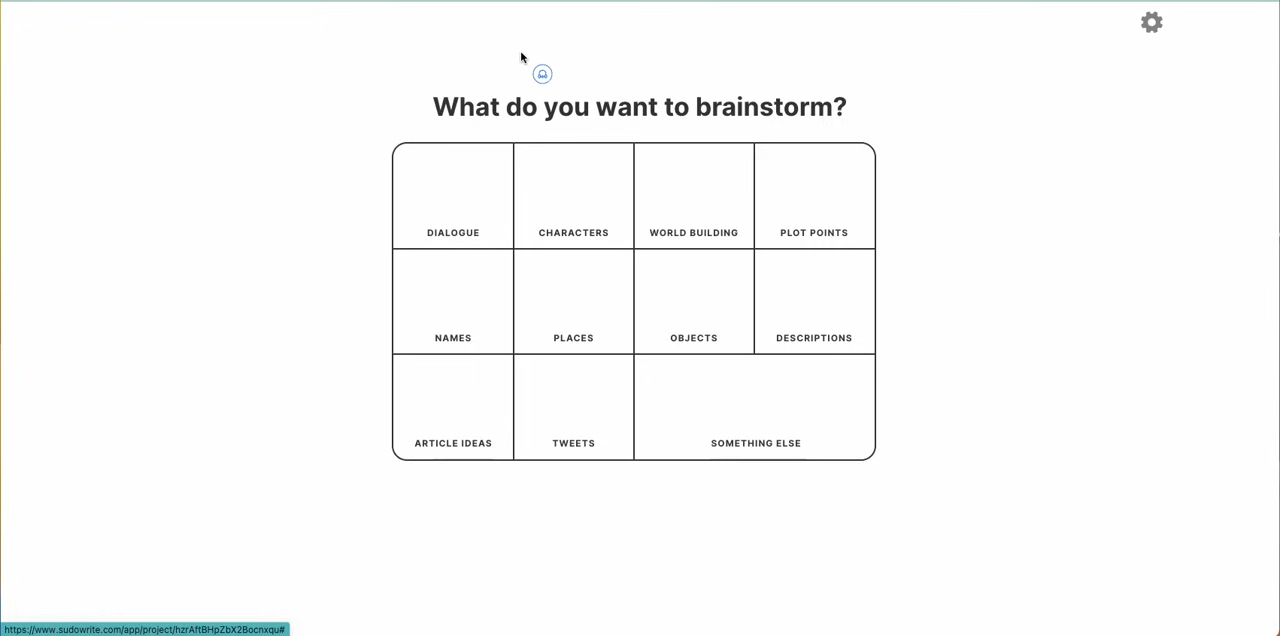 What do you want to brainstorm?
DIALOGUE
CHARACTERS
WORLD BUILDING
PLOT POINTS
NAMES
PLACES
OBJECTS
DESCRIPTIONS
ARTICLE IDEAS
TWEETS
SOMETHING ELSE
https://www.sudowrite.com/app/project/hzrAftBHpZbX2Bocnxqu#